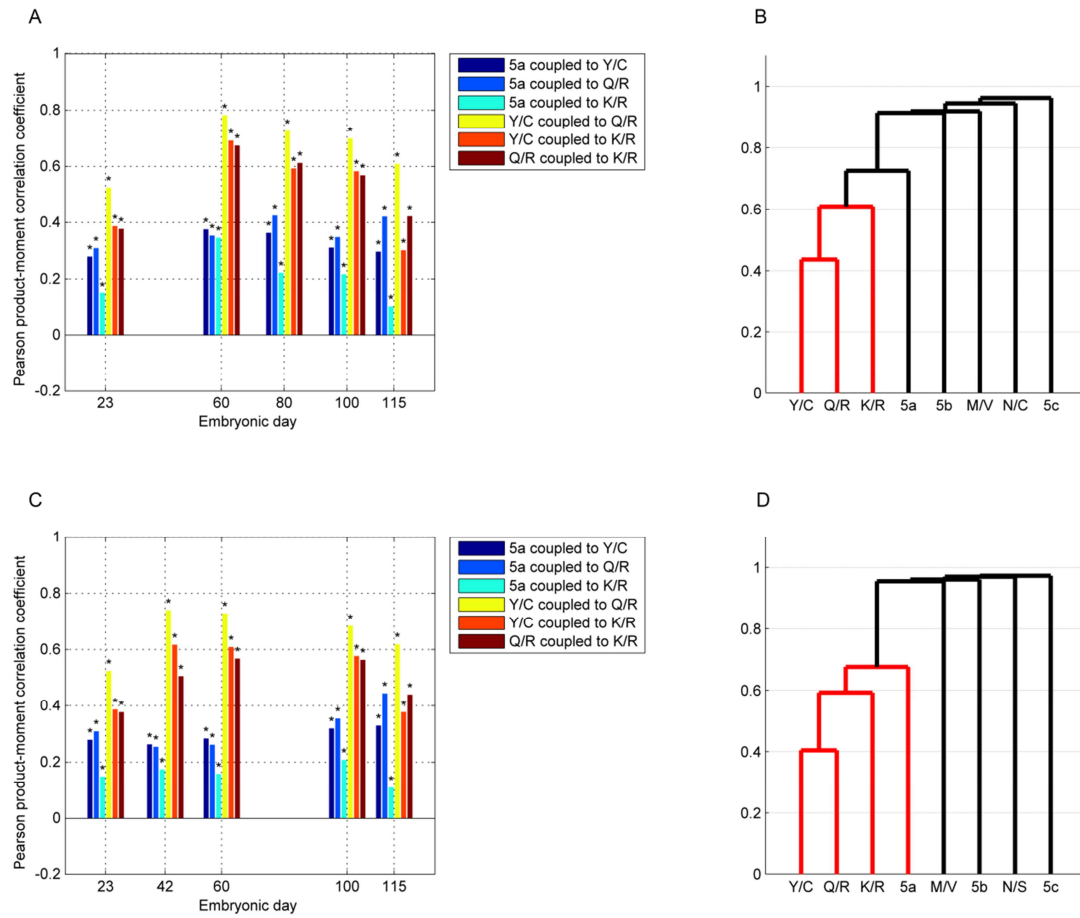 A
Pearson product-moment correlation coefficient
1
0.8
0.6
0.4
0.2
0
-0.2
* * * * * *
* * * * * *
* * * * * *
* * * * * *
* * * * * *
23 60 80 100 115
Embryonic day
5a coupled to Y/C
5a coupled to Q/R
5a coupled to K/R
Y/C coupled to Q/R
Y/C coupled to K/R
Q/R coupled to K/R
B
1
0.8
0.6
0.4
0.2
0
Y/C Q/R K/R 5a 5b M/V N/C 5c
C
Pearson product-moment correlation coefficient
1
0.8
0.6
0.4
0.2
0
-0.2
* * * * * *
* * * * * *
* * * * * *
* * * * * *
* * * * * *
23 42 60 100 115
Embryonic day
5a coupled to Y/C
5a coupled to Q/R
5a coupled to K/R
Y/C coupled to Q/R
Y/C coupled to K/R
Q/R coupled to K/R
D
1
0.8
0.6
0.4
0.2
0
Y/C Q/R K/R 5a M/V 5b N/S 5c